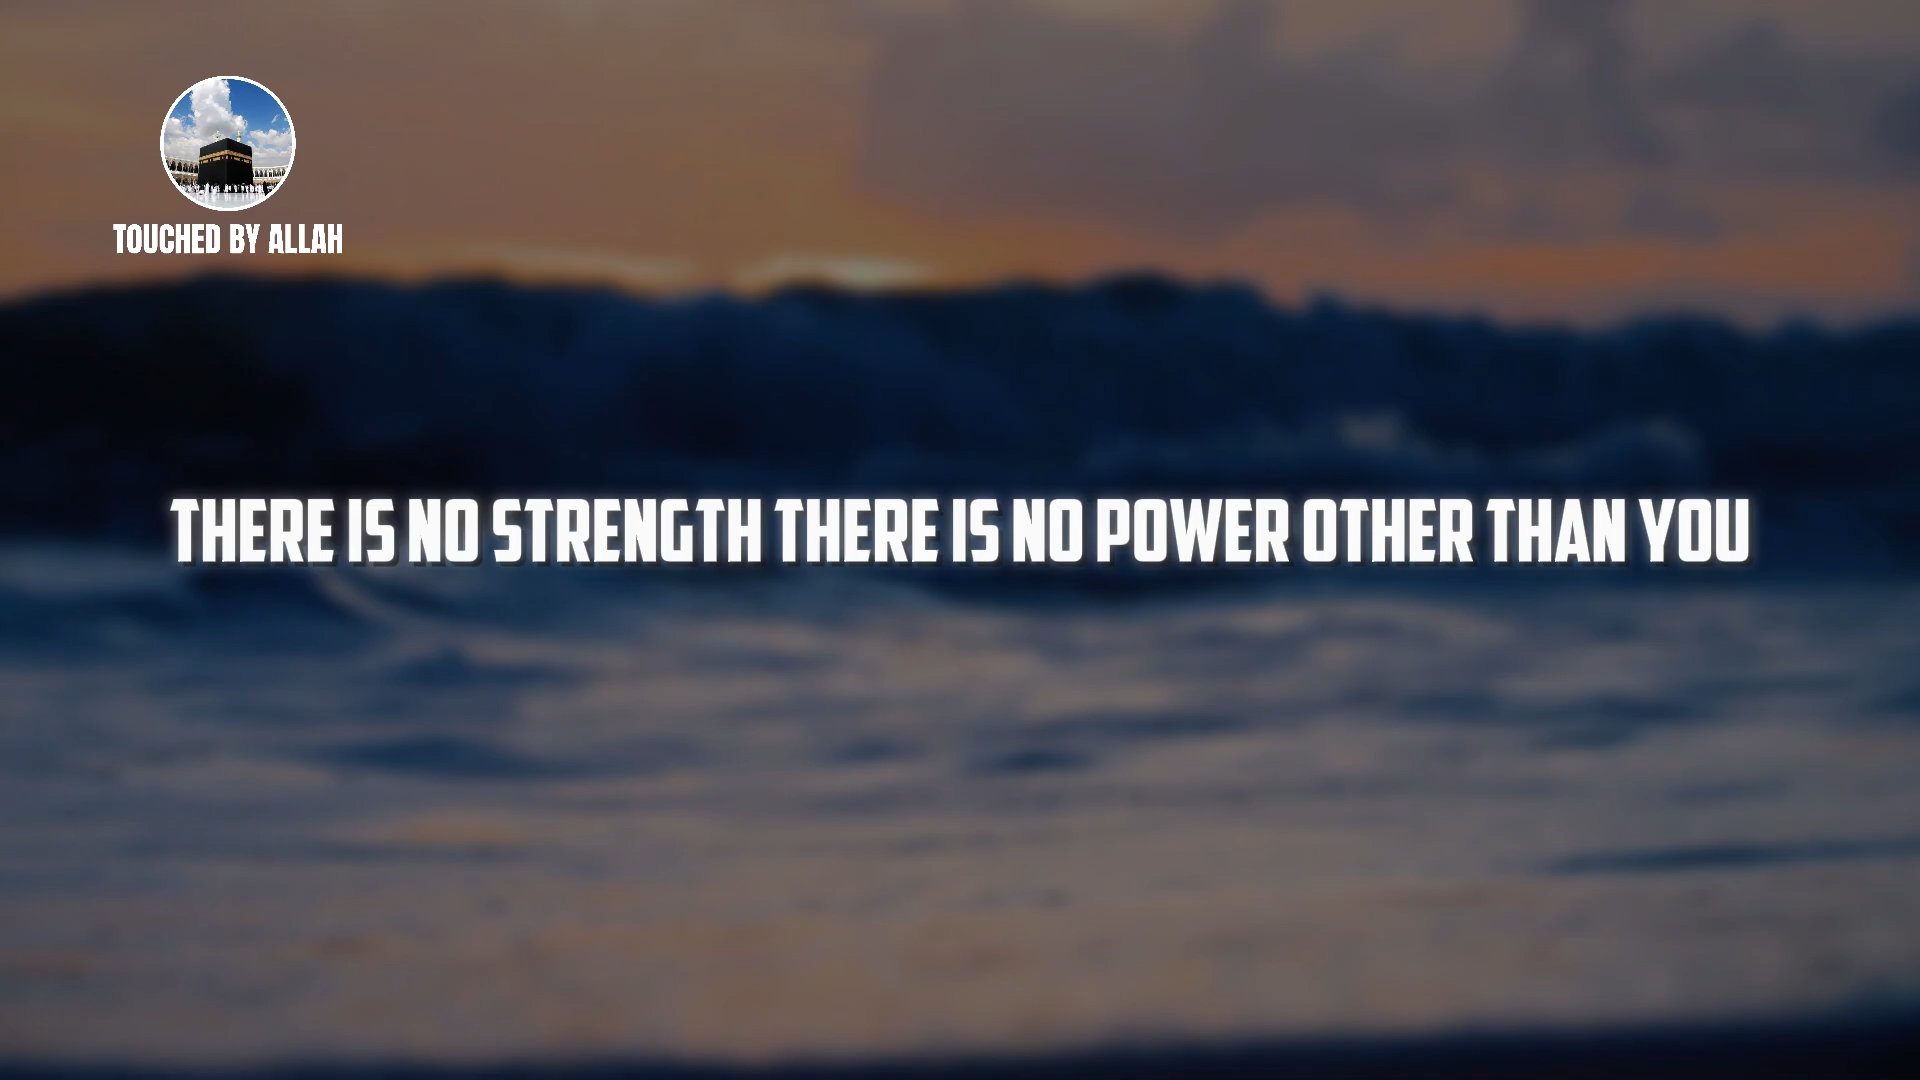 TOUCHED BY ALLAH
THERE IS NO STRENGTH THERE IS NO POWER OTHER THAN YOU